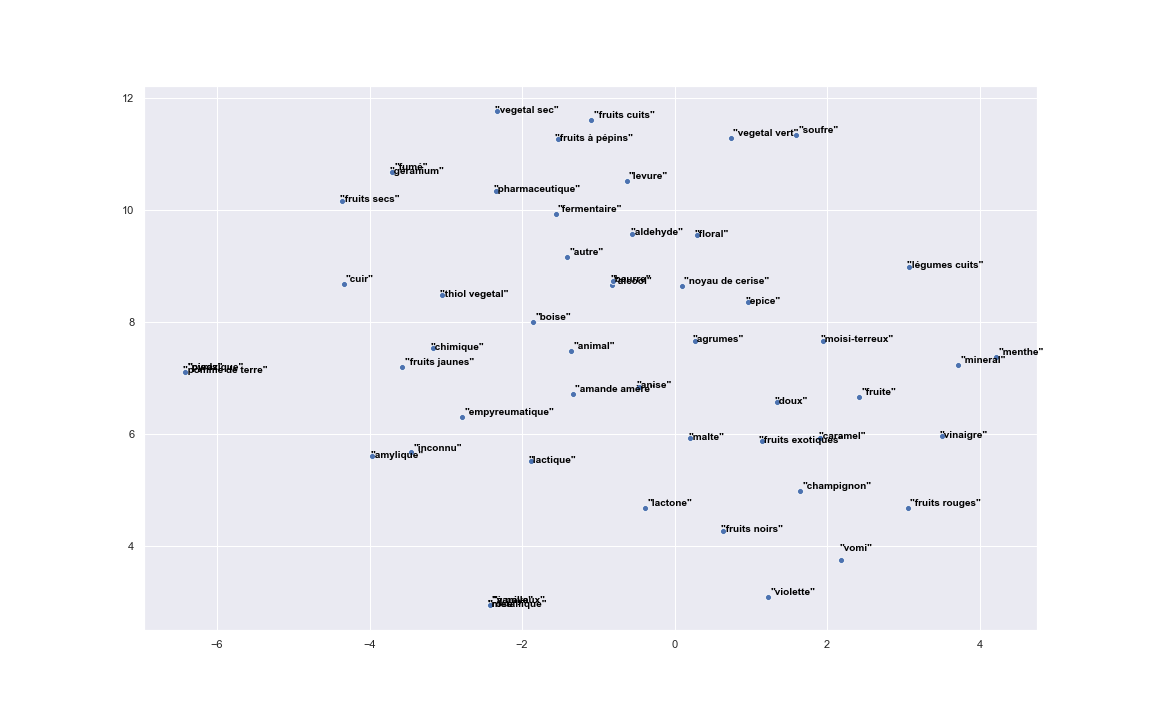 12
"vegetal sec"
"fruits cuits"
"vegetal vert"
"soufre"
"fruits à pépins"
"fumé"
"geranium"
"levure"
"pharmaceutique"
"fruits secs"
10
"fermentaire"
"aldehyde"
"floral"
"autre"
"légumes cuits"
"cuir"
"beurre"
"alcool"
"noyau de cerise"
"thiol vegetal"
"epice"
8
"boise"
"agrumes"
"moisi-terreux"
"chimique"
"animal"
"menthe"
"mineral"
"fruits jaunes"
"pomme de terre"
"amande amere"
"anise"
"fruite"
"doux"
"empyreumatique"
6
"malte"
"fruits exotiques"
"caramel"
"vinaigre"
"inconnu"
"amylique"
"lactique"
"champignon"
"lactone"
"fruits rouges"
"fruits noirs"
4
"vomi"
"violette"
−6
−4
−2
0
2
4